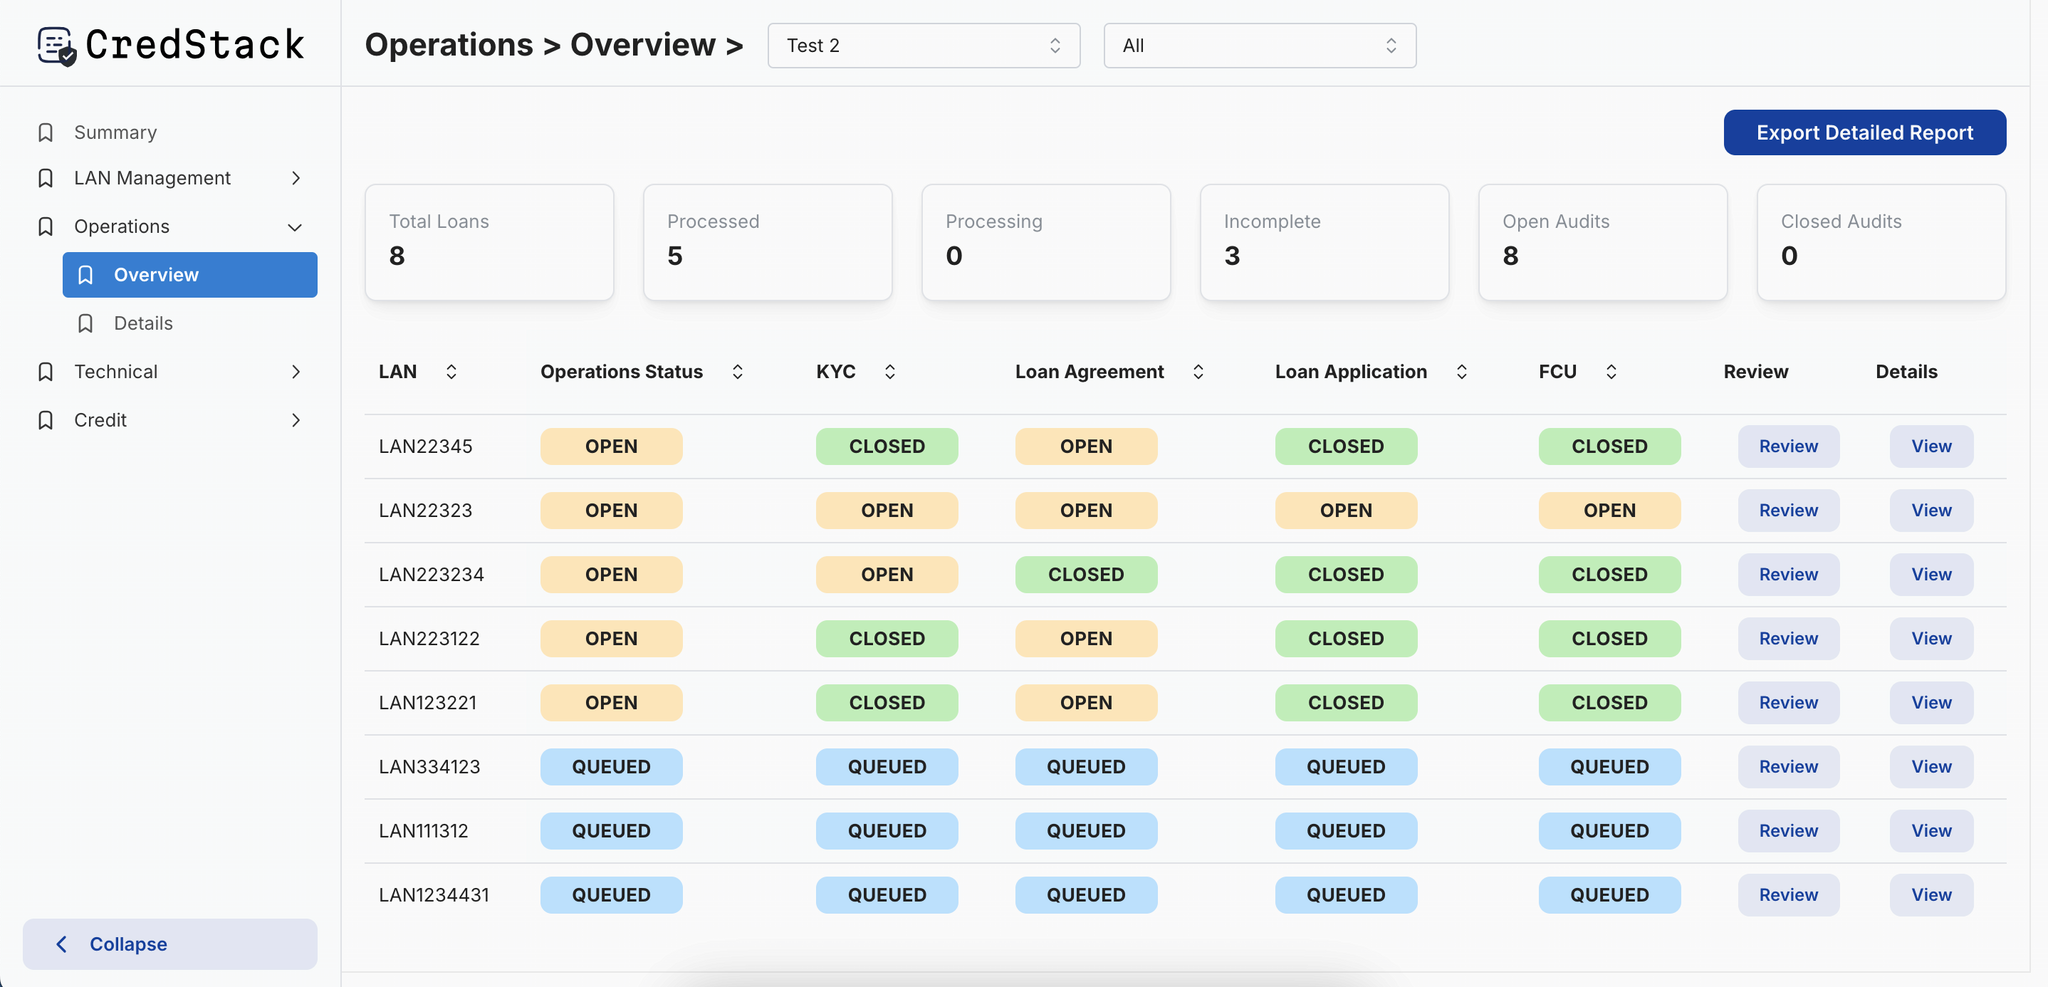 CredStack
Operations > Overview >
Test 2
All
Summary
LAN Management
Operations
Overview
Details
Technical
Credit
Collapse
Export Detailed Report
Total Loans Processed Processing Incomplete Open Audits Closed Audits
8 5 0 3 8 0
LAN Operations Status KYC Loan Agreement Loan Application FCU Review Details
LAN22345 OPEN CLOSED OPEN CLOSED CLOSED Review View
LAN22323 OPEN OPEN OPEN OPEN OPEN Review View
LAN223234 OPEN OPEN CLOSED CLOSED CLOSED Review View
LAN223122 OPEN CLOSED OPEN CLOSED CLOSED Review View
LAN123221 OPEN CLOSED OPEN CLOSED CLOSED Review View
LAN334123 QUEUED QUEUED QUEUED QUEUED QUEUED Review View
LAN111312 QUEUED QUEUED QUEUED QUEUED QUEUED Review View
LAN1234431 QUEUED QUEUED QUEUED QUEUED QUEUED Review View